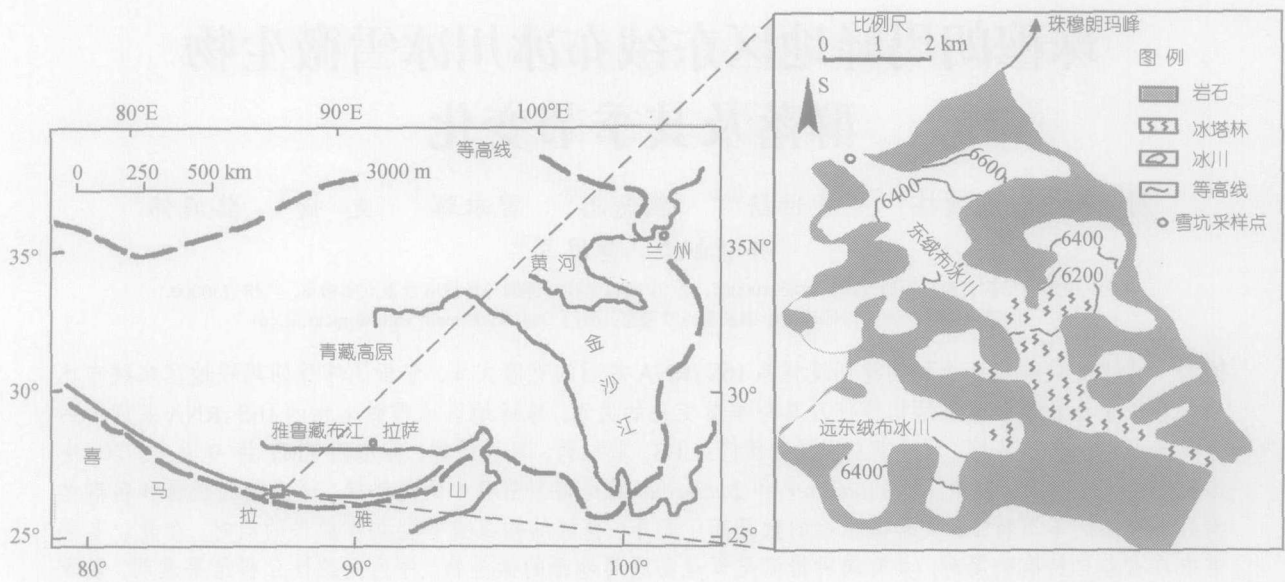 80°E 90°E 100°E
0 250 500 km
等高线
3000 m
35° 35N°
黄河 兰州
青藏高原
金沙江
30° 30°
雅鲁藏布江 拉萨
喜马拉雅山
25° 25°
80° 90° 100°
比例尺
0 1 2 km
S
珠穆朗玛峰
图 例
岩石
冰塔林
冰川
等高线
雪坑采样点
6600
6400
东绒布冰川
6400
6200
远东绒布冰川
6400